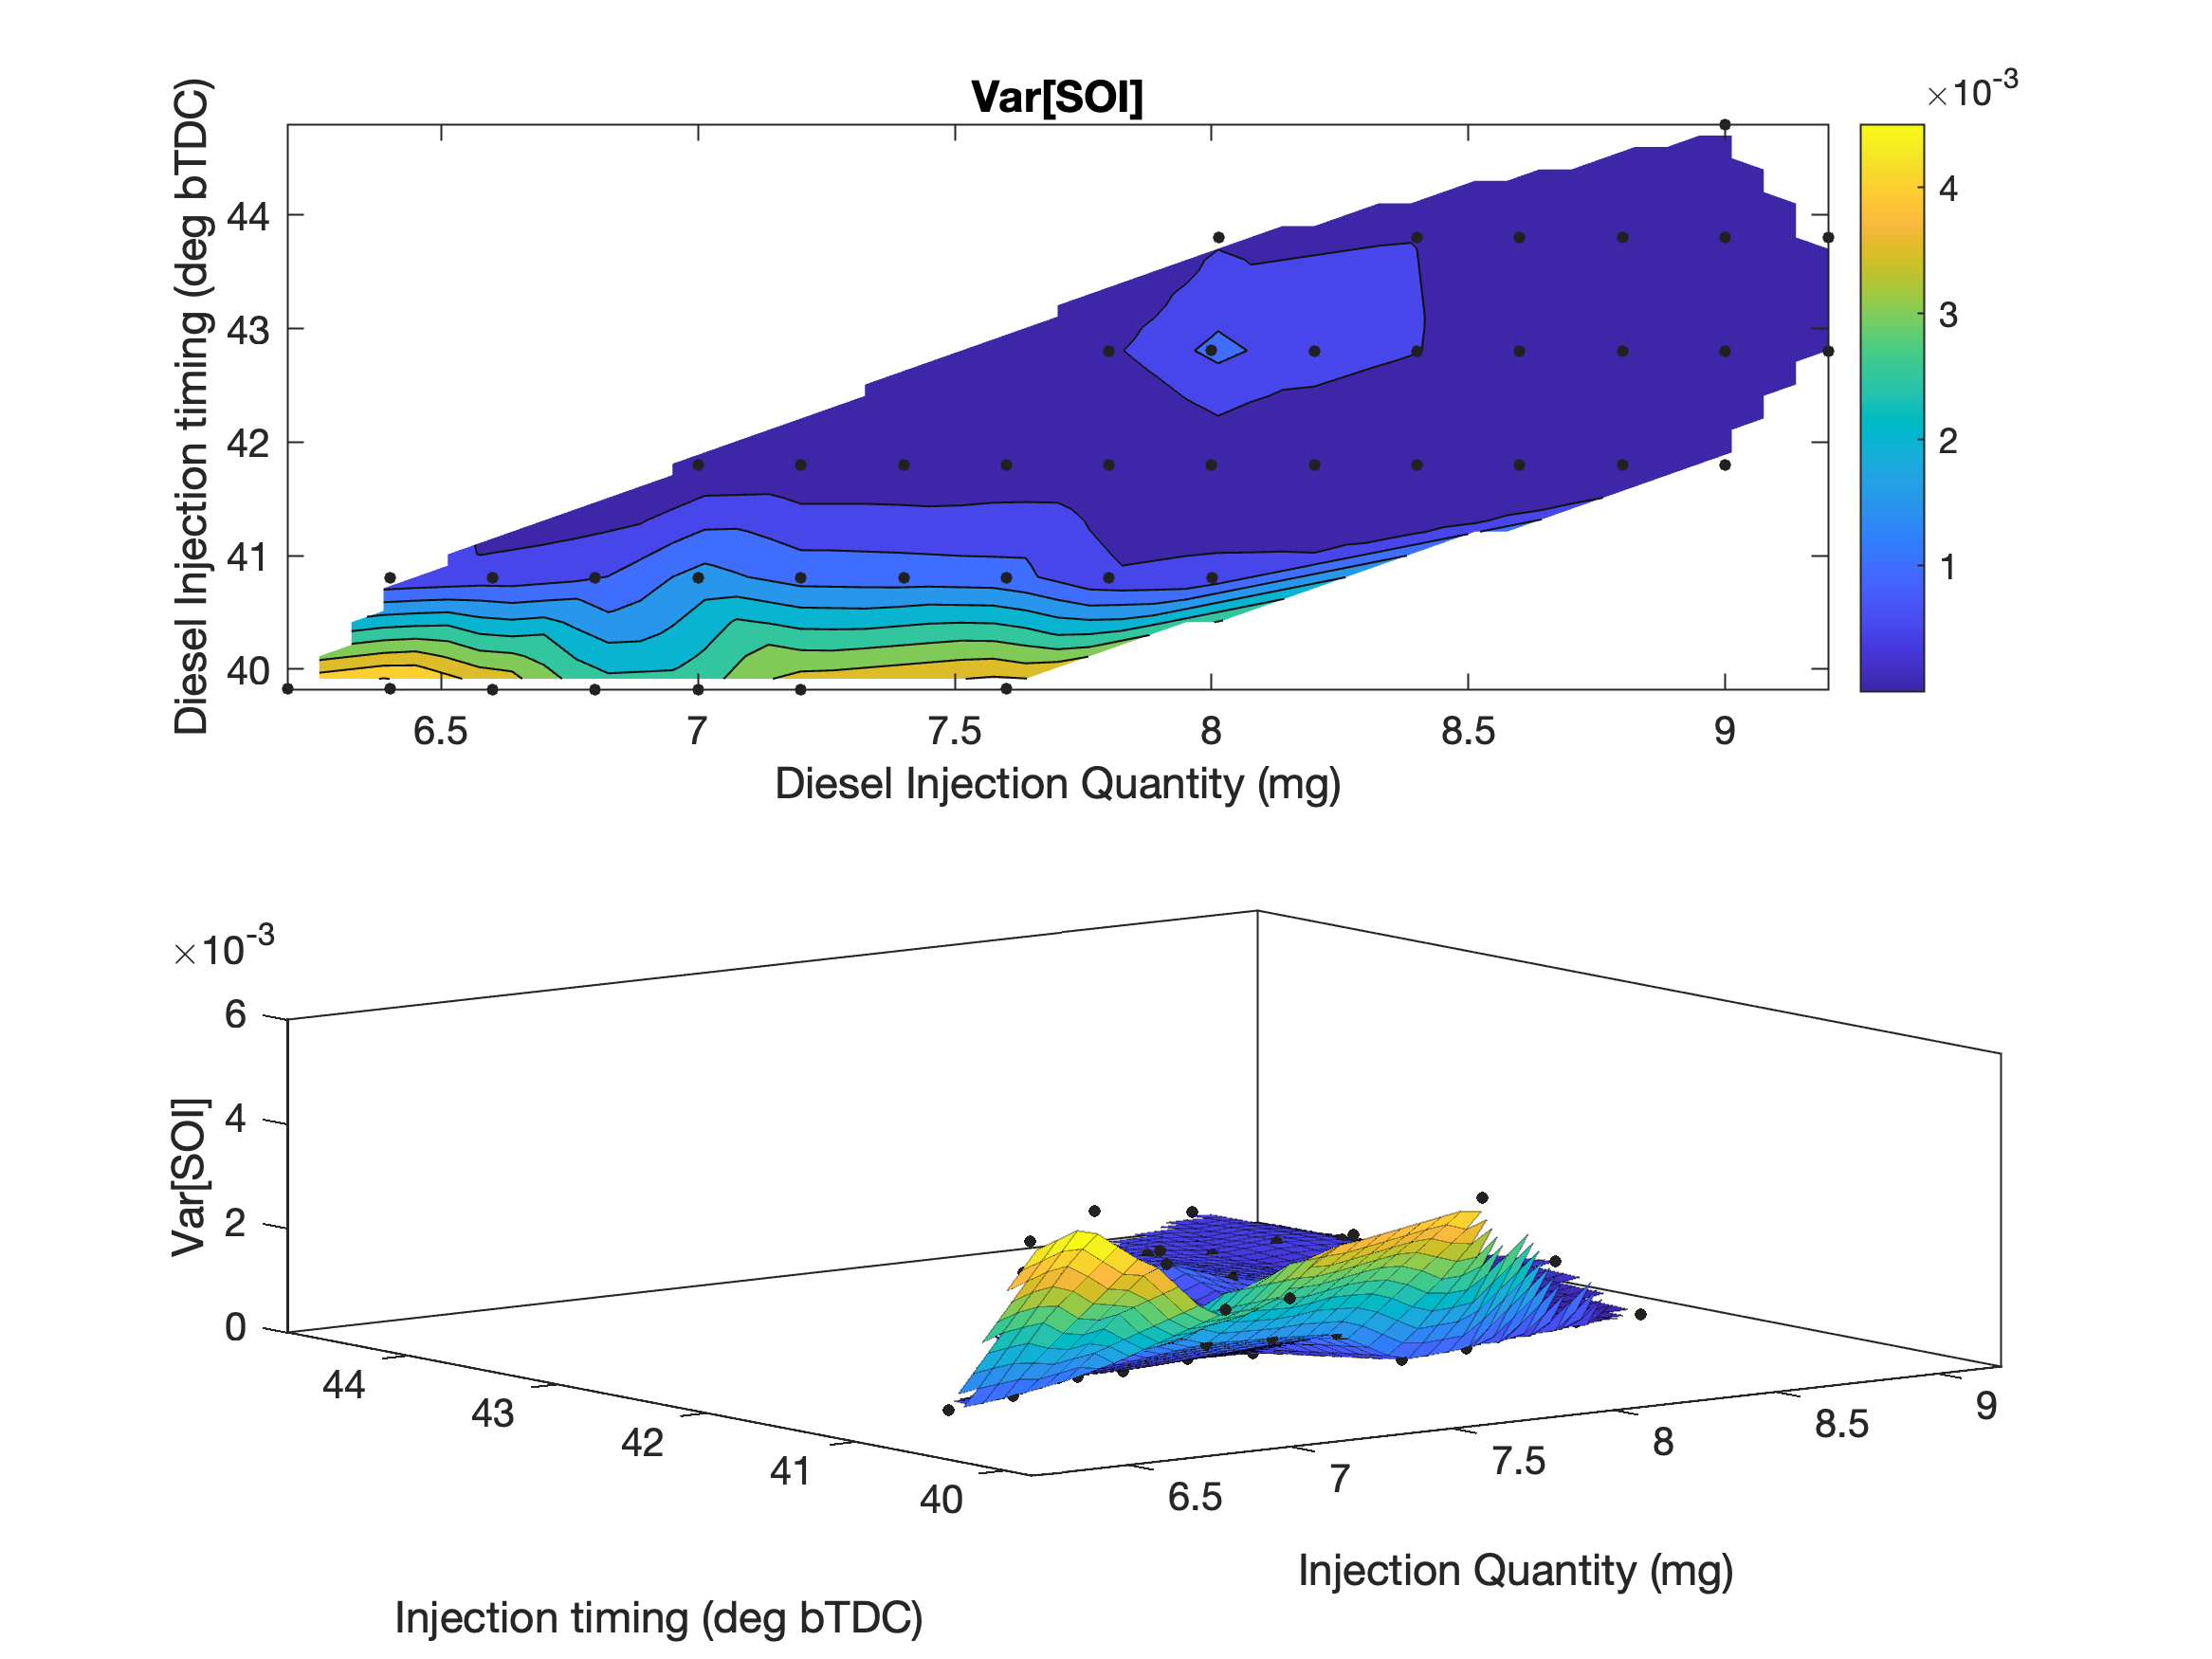 Var[SOI]
×10-3
Diesel Injection timing (deg bTDC)
44
43
42
41
40
6.5 7 7.5 8 8.5 9
Diesel Injection Quantity (mg)
4
3
2
1
×10-3
6
4
2
0
Var[SOI]
44 43 42 41 40
6.5 7 7.5 8 8.5 9
Injection Quantity (mg)
Injection timing (deg bTDC)